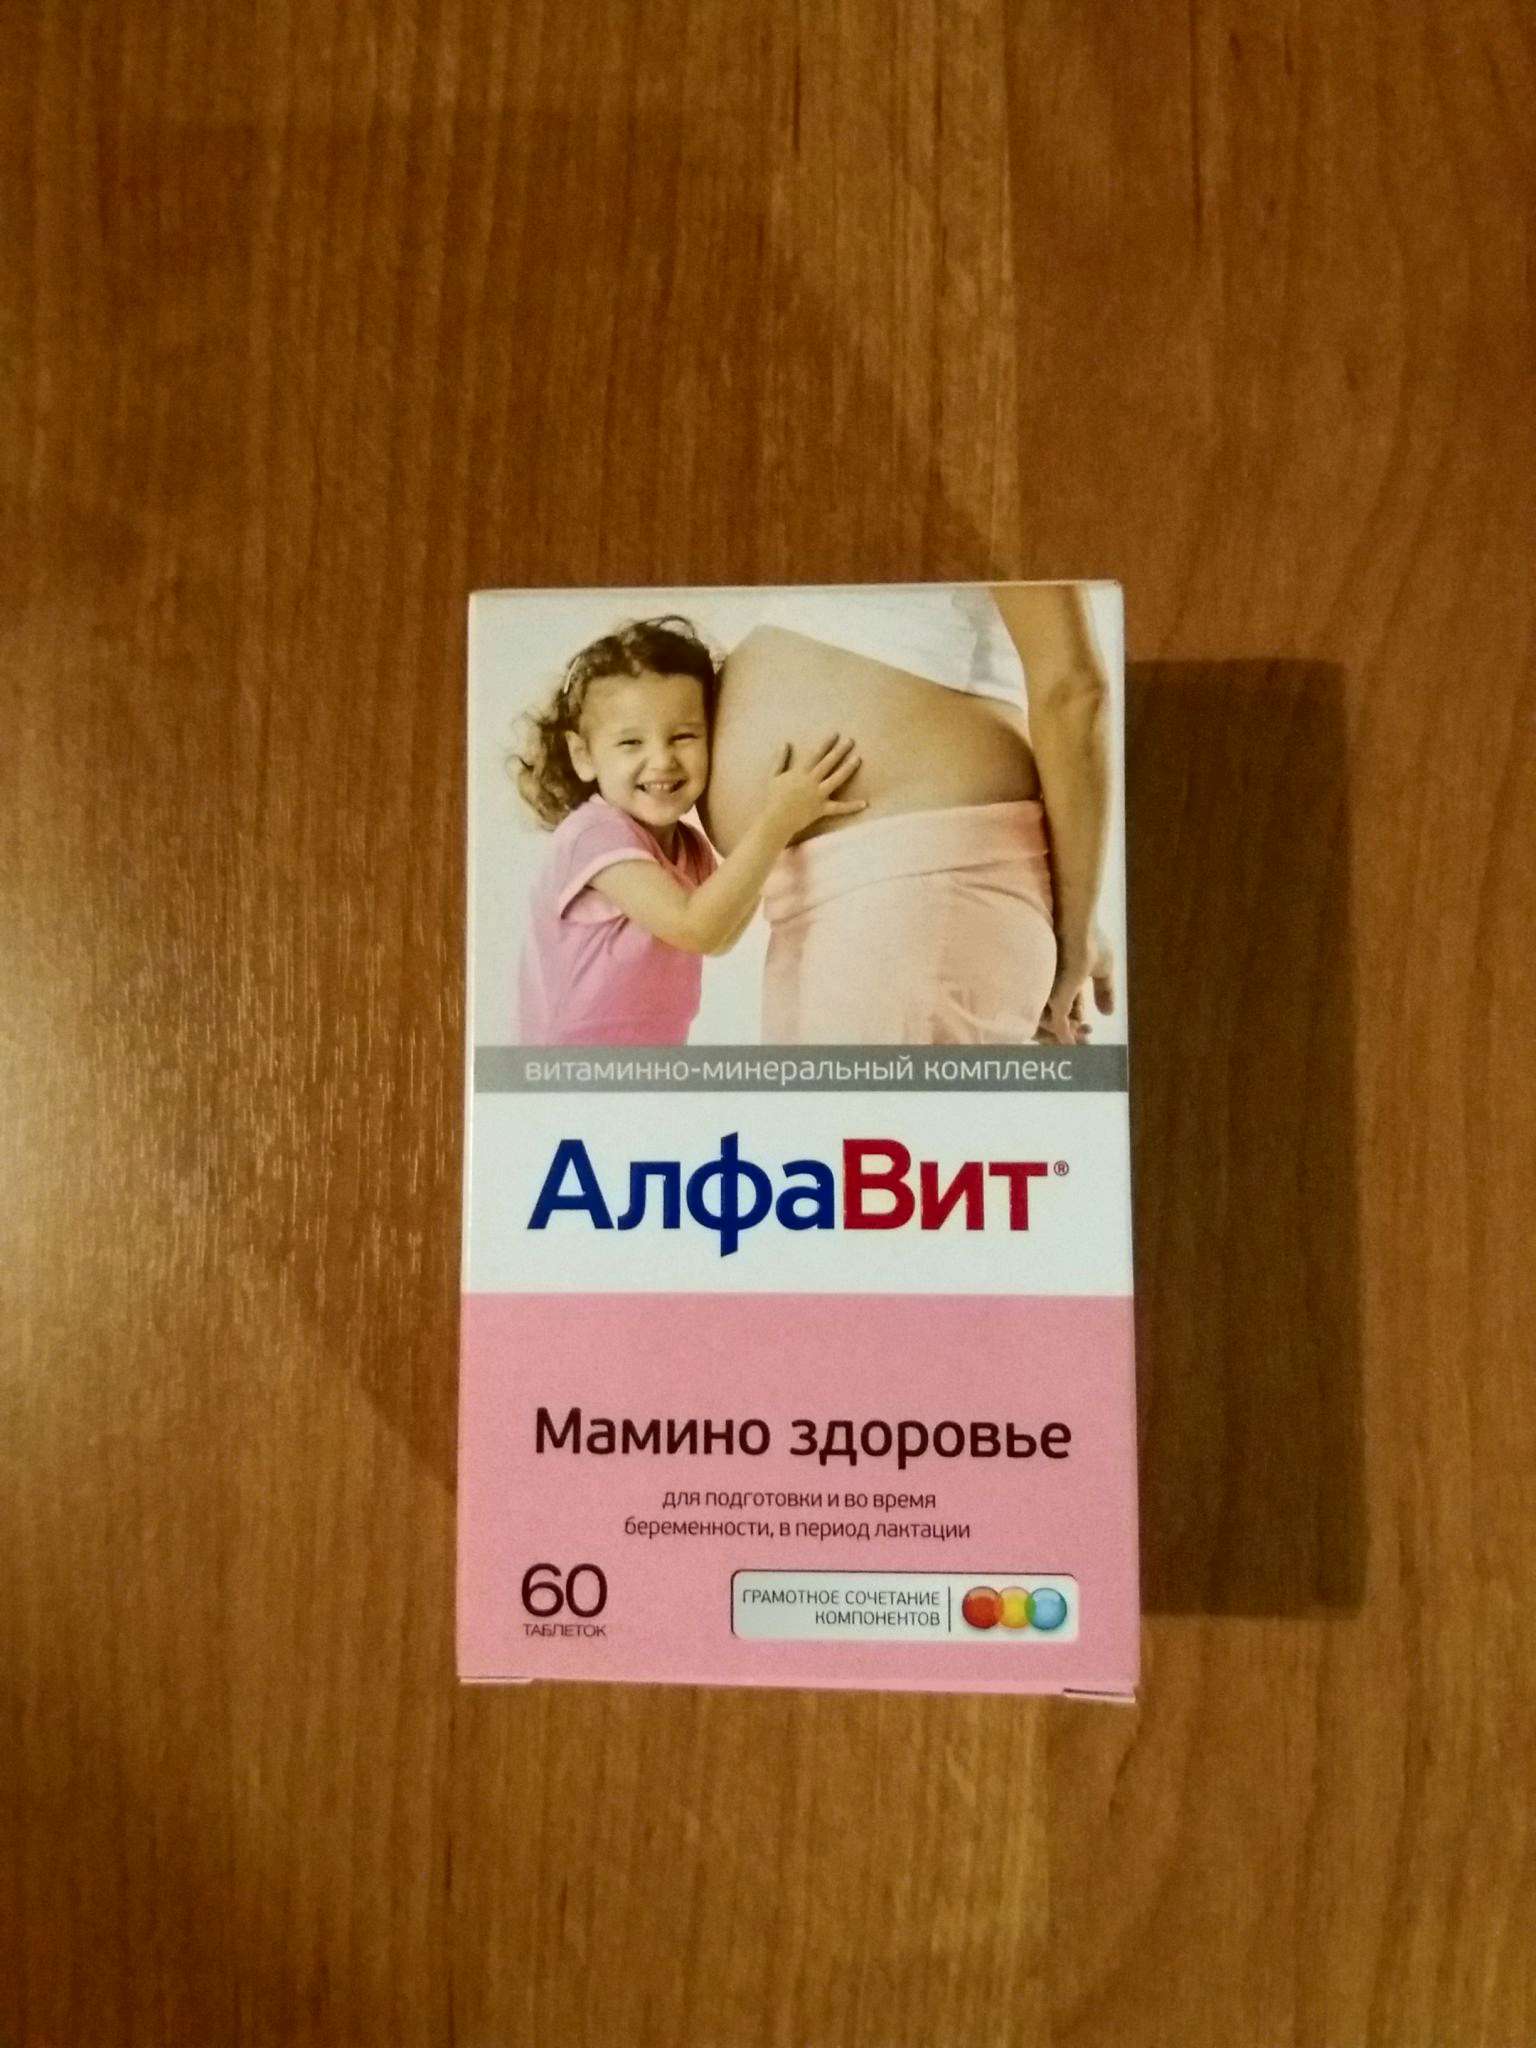 витаминно-минеральный комплекс
АлфаВит®
Мамино здоровье
для подготовки и во время
беременности, в период лактации
60
ТАБЛЕТОК
ГРАМОТНОЕ СОЧЕТАНИЕ
КОМПОНЕНТОВ